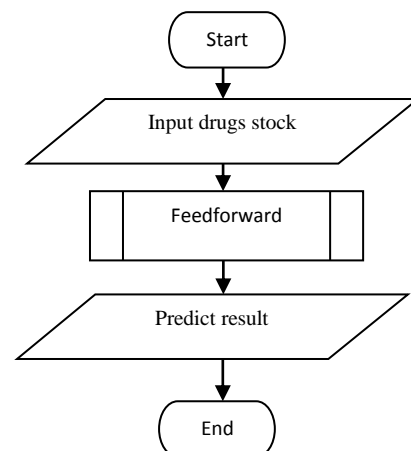 Start
Input drugs stock
Feedforward
Predict result
End